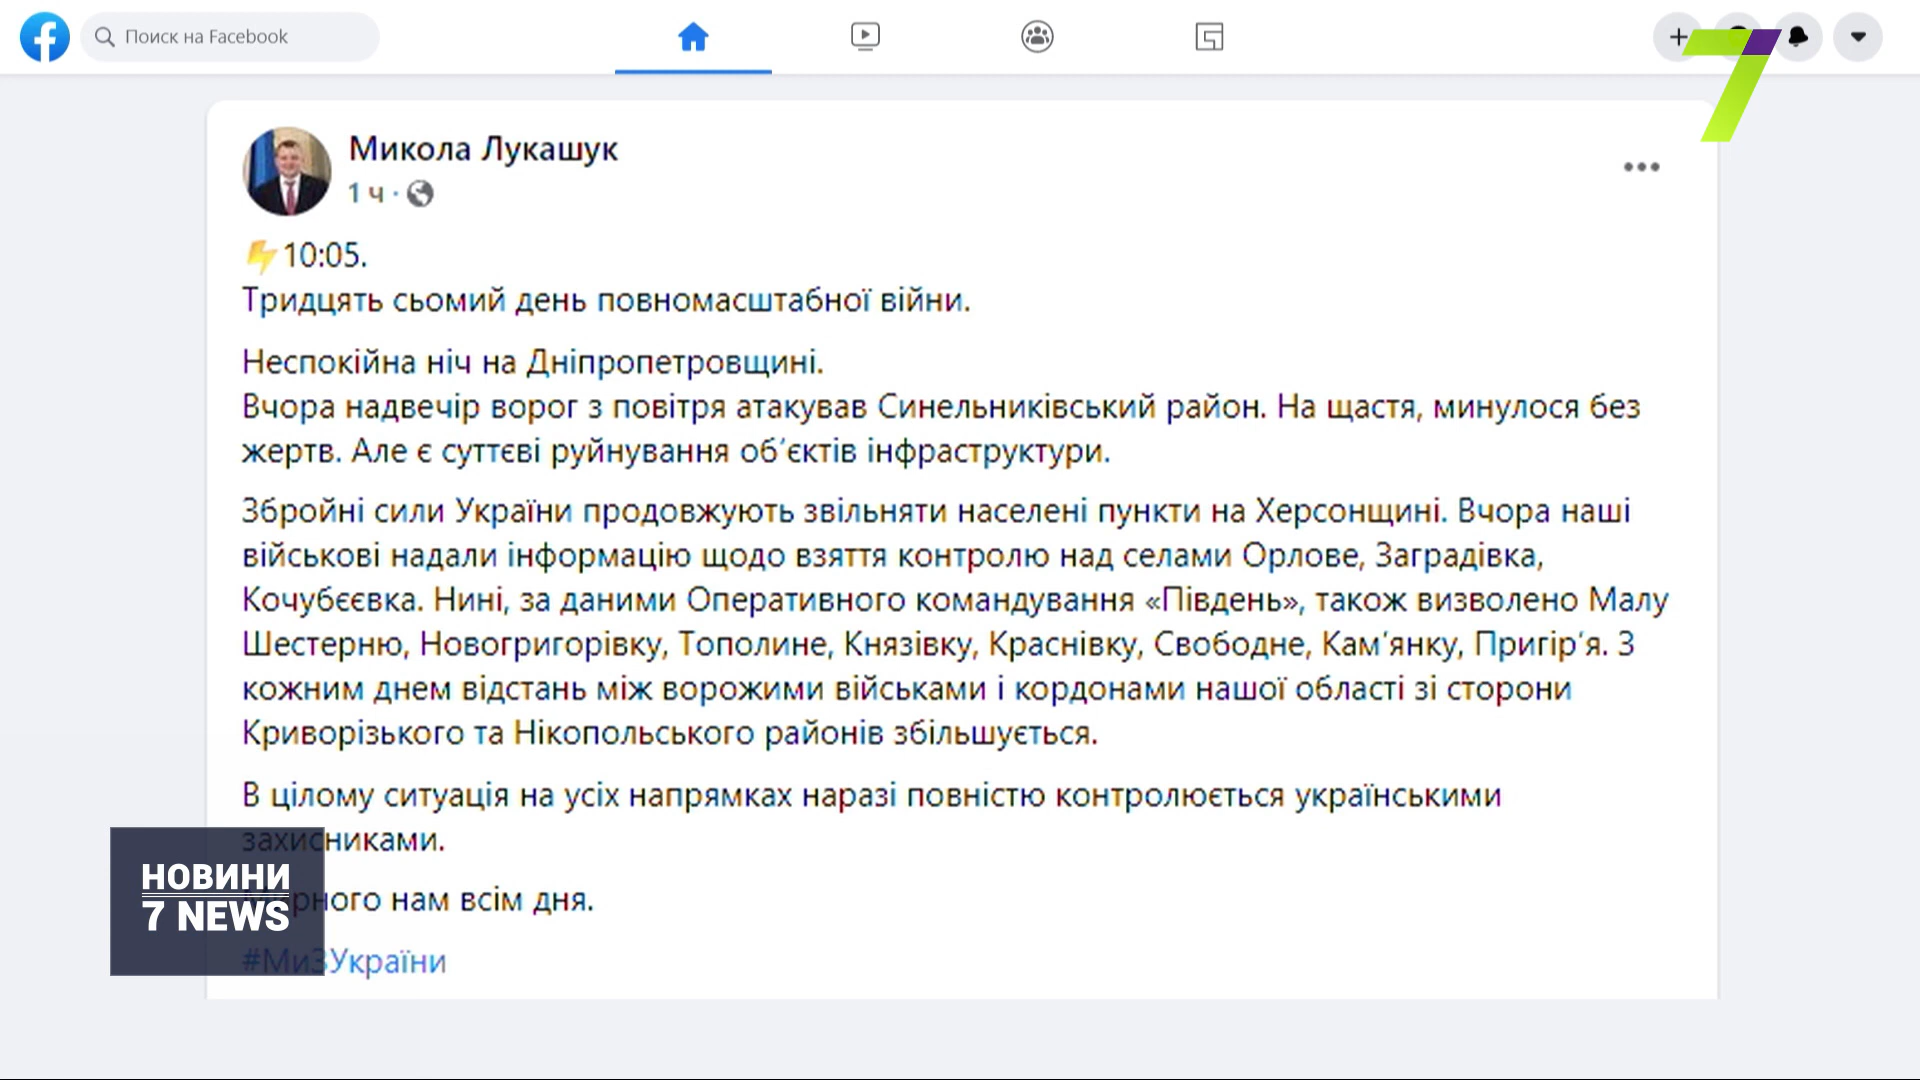 Поиск на Facebook
7
Микола Лукашук
1 ч ·
⚡10:05.
Тридцять сьомий день повномасштабної війни.
Неспокійна ніч на Дніпропетровщині.
Вчора надвечір ворог з повітря атакував Синельниківський район. На щастя, минулося без
жертв. Але є суттєві руйнування об’єктів інфраструктури.
Збройні сили України продовжують звільняти населені пункти на Херсонщині. Вчора наші
військові надали інформацію щодо взяття контролю над селами Орлове, Заградівка,
Кочубєєвка. Нині, за даними Оперативного командування «Південь», також визволено Малу
Шестерню, Новогригорівку, Тополине, Князівку, Краснівку, Свободне, Кам’янку, Пригір’я. З
кожним днем відстань між ворожими військами і кордонами нашої області зі сторони
Криворізького та Нікопольського районів збільшується.
В цілому ситуація на усіх напрямках наразі повністю контролюється українськими
захисниками.
Мирного нам всім дня.
#МиЗУкраїни
НОВИНИ
7 NEWS